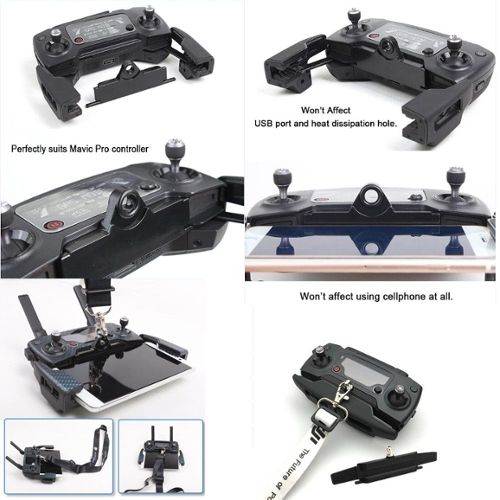 Won't Affect
USB port and heat dissipation hole.
Perfectly suits Mavic Pro controller
Won't affect using cellphone at all.
dji
The Future of Po